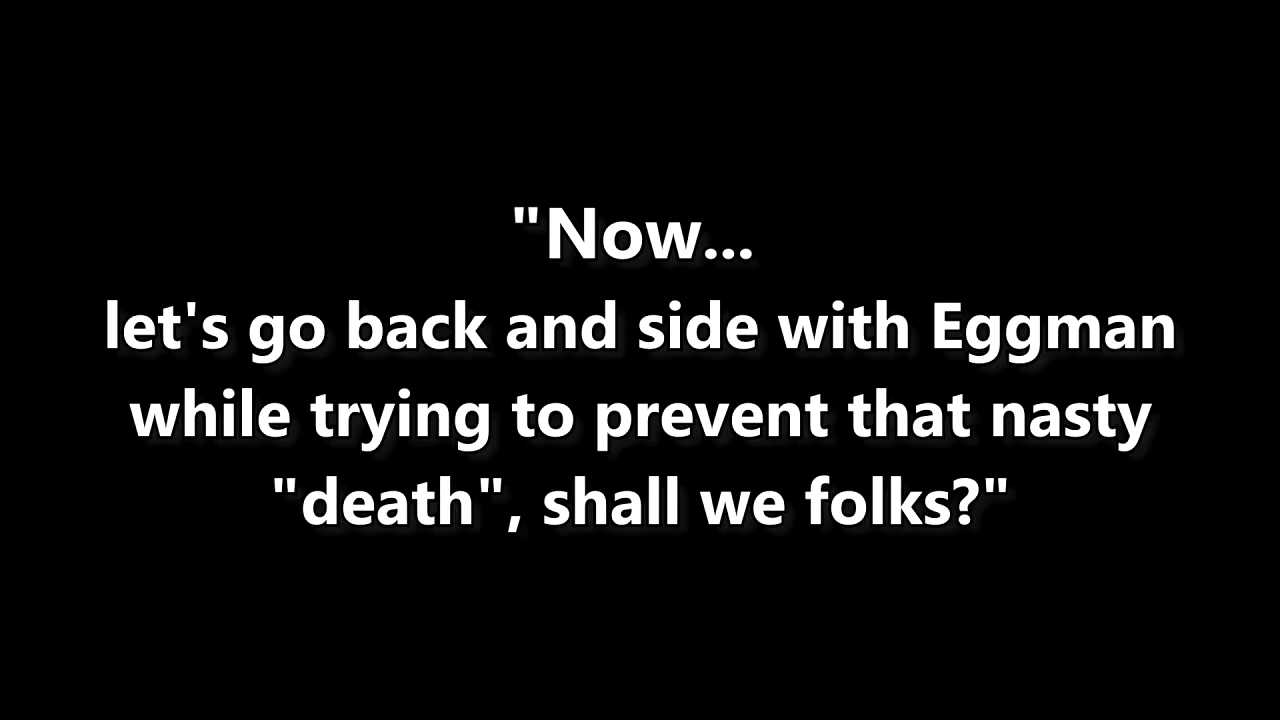 "Now...
let's go back and side with Eggman
while trying to prevent that nasty
"death", shall we folks?"